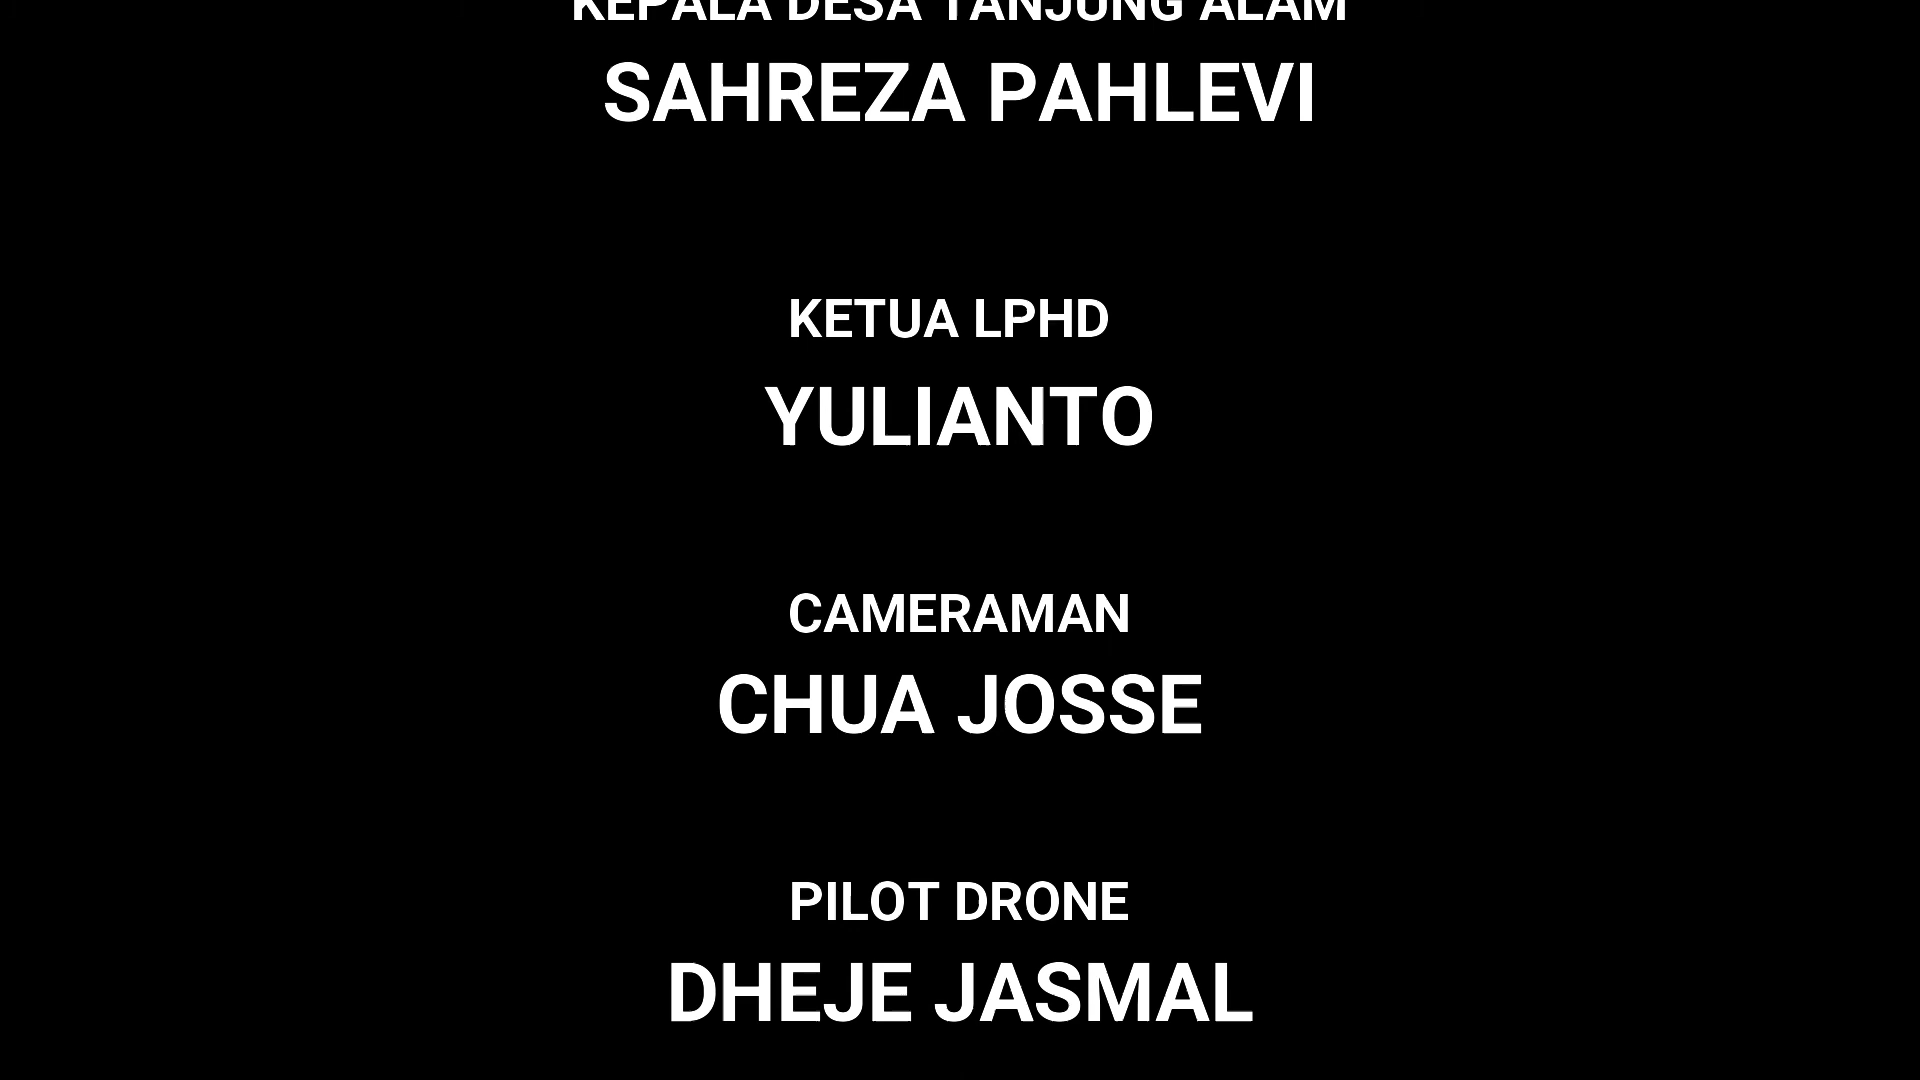 KEPALA DESA TANJUNG ALAM
SAHREZA PAHLEVI
KETUA LPHD
YULIANTO
CAMERAMAN
CHUA JOSSE
PILOT DRONE
DHEJE JASMAL